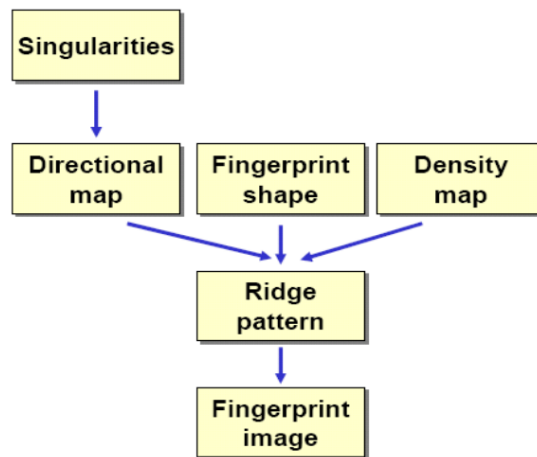 Singularities
Directional
map
Fingerprint
shape
Density
map
Ridge
pattern
Fingerprint
image